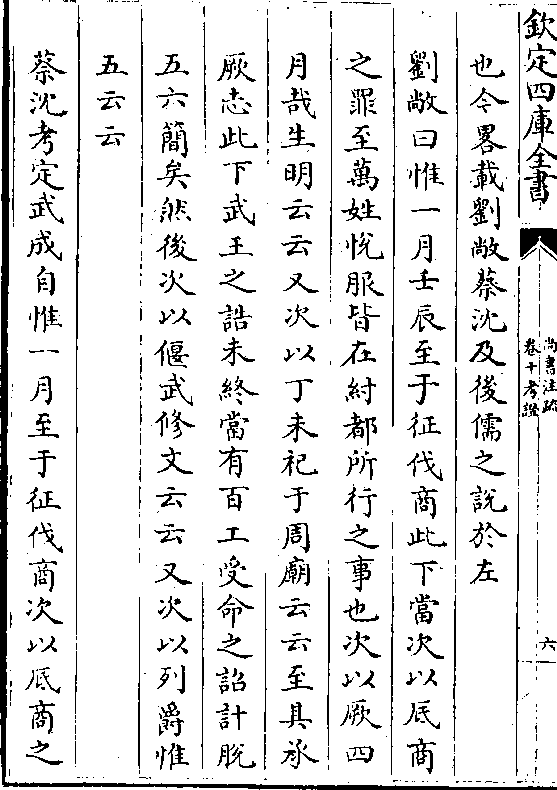 欽定四庫全書
尚書注疏
卷十考證
六
也今畧載劉敞蔡沈及後儒之說於左
劉敞曰惟一月壬辰至于征伐商此下當次以厎商
之罪至萬姓悅服皆在紂都所行之事也次以厥四
月哉生明云云又次以丁未祀于周廟云云至具承
厥志此下武王之誥未終當有百工受命之詔計脫
五六簡矣然後次以偃武修文云云又次以列爵惟
五云云
蔡沈考定武成自惟一月至于征伐商次以厎商之